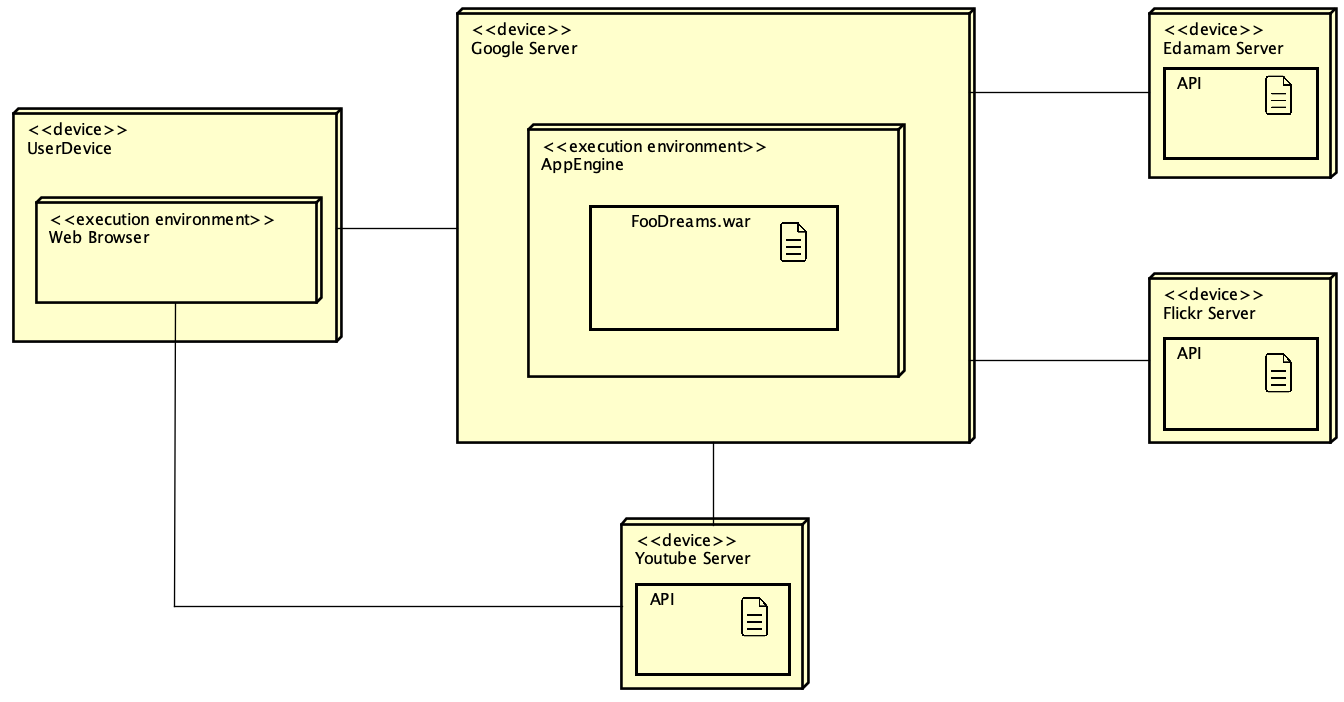 <<device>>
UserDevice
<<execution environment>>
Web Browser
<<device>>
Google Server
<<execution environment>>
AppEngine
FooDreams.war
<<device>>
Edamam Server
API
<<device>>
Flickr Server
API
<<device>>
Youtube Server
API